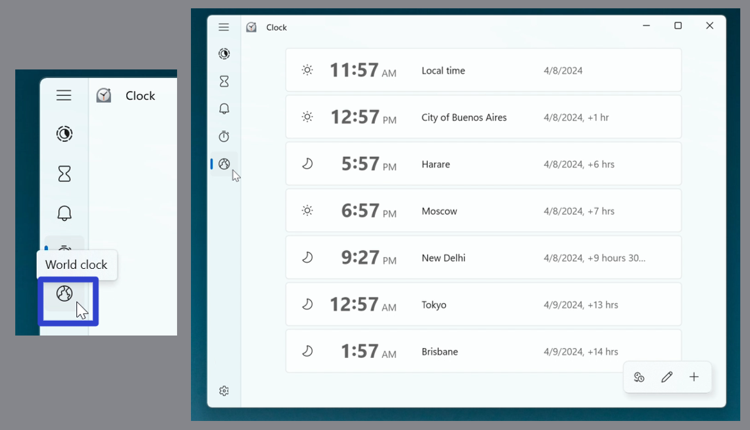 Clock
World clock
Clock
11:57 AM Local time 4/8/2024
12:57 PM City of Buenos Aires 4/8/2024, +1 hr
5:57 PM Harare 4/8/2024, +6 hrs
6:57 PM Moscow 4/8/2024, +7 hrs
9:27 PM New Delhi 4/8/2024, +9 hours 30...
12:57 AM Tokyo 4/9/2024, +13 hrs
1:57 AM Brisbane 4/9/2024, +14 hrs